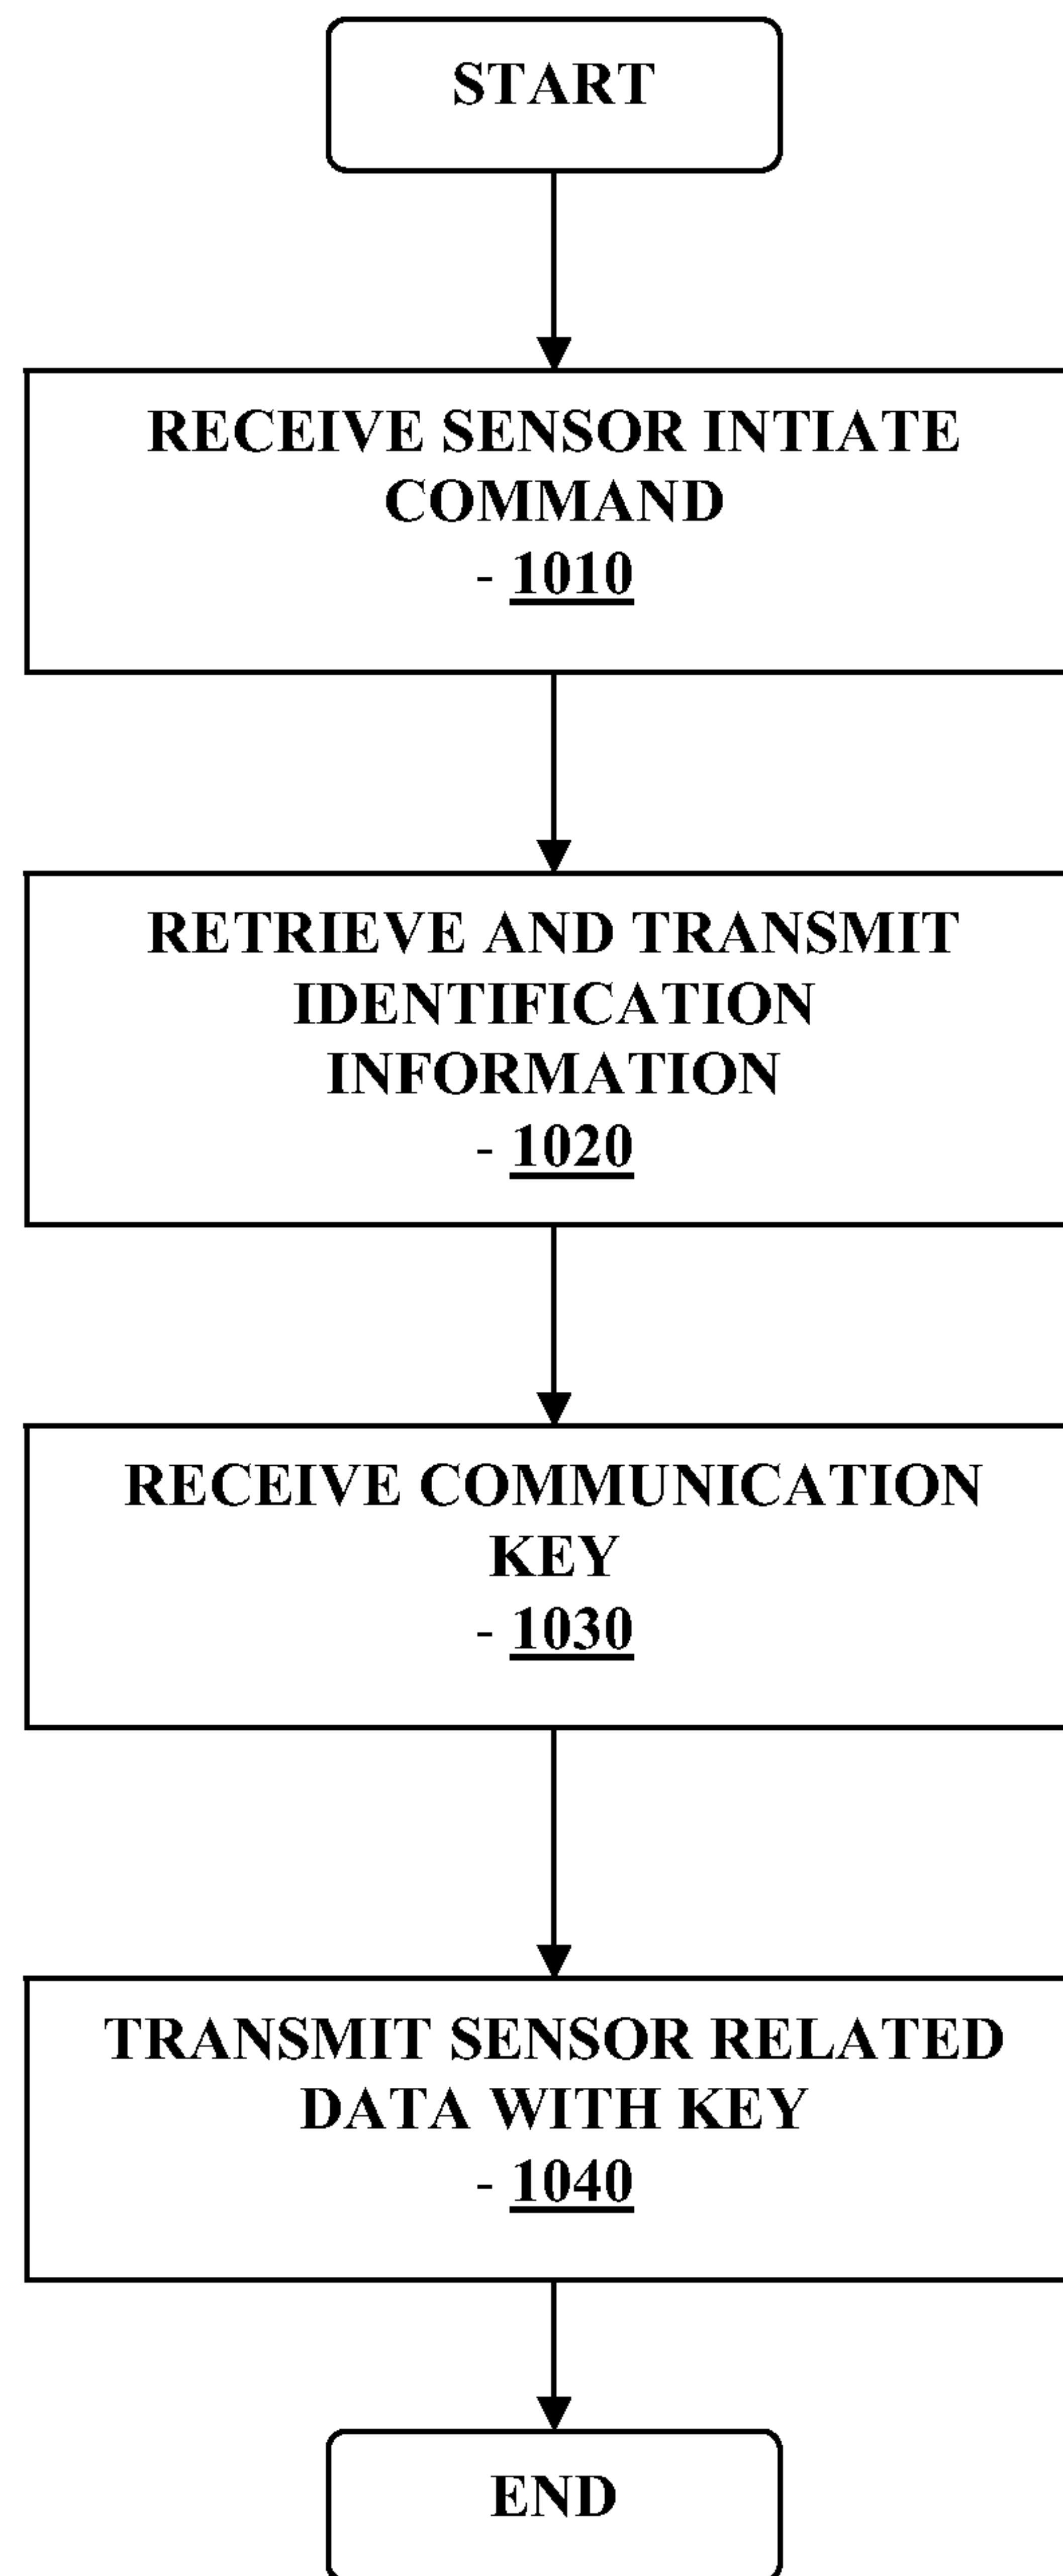 START
RECEIVE SENSOR INTIATE
COMMAND
- 1010
RETRIEVE AND TRANSMIT
IDENTIFICATION
INFORMATION
- 1020
RECEIVE COMMUNICATION
KEY
- 1030
TRANSMIT SENSOR RELATED
DATA WITH KEY
- 1040
END